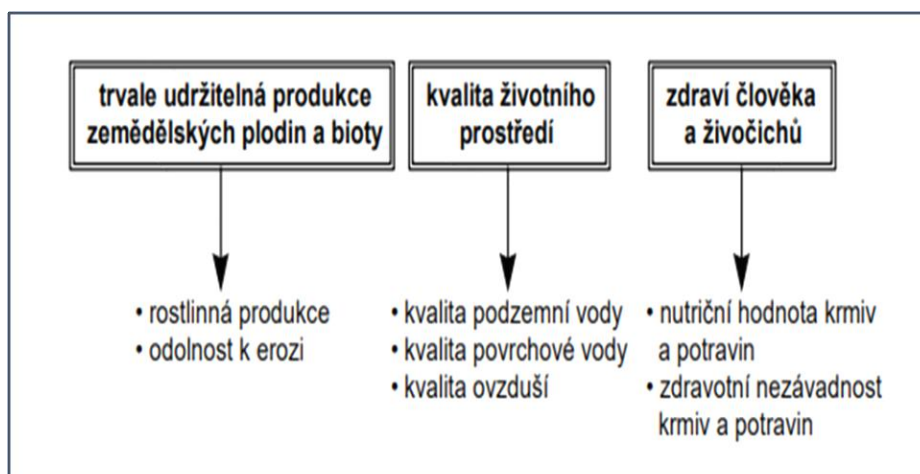 trvale udržitelná produkce
zemědělských plodin a bioty
kvalita životního
prostředí
zdraví člověka
a živočichů
• rostlinná produkce
• odolnost k erozi
• kvalita podzemní vody
• kvalita povrchové vody
• kvalita ovzduší
• nutriční hodnota krmiv
a potravin
• zdravotní nezávadnost
krmiv a potravin